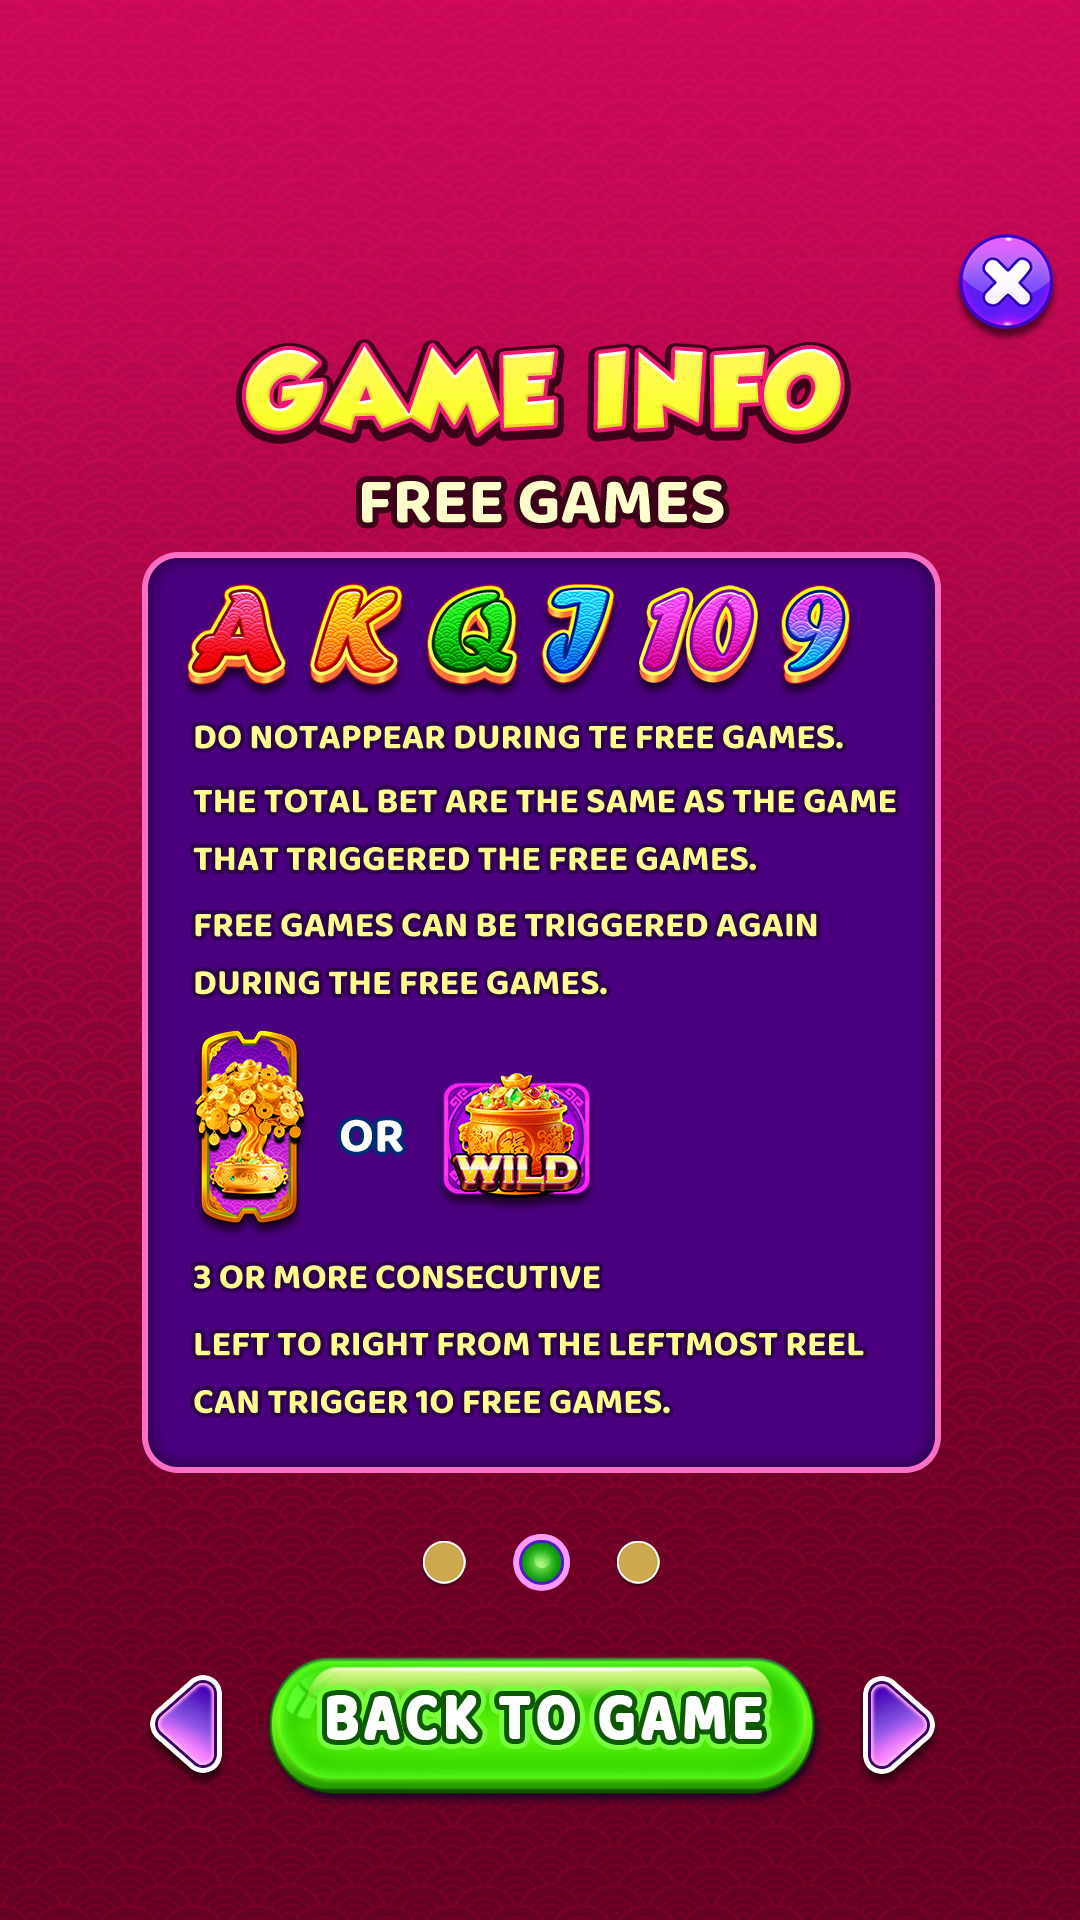 GAME INFO
FREE GAMES
A K Q J 10 9
DO NOTAPPEAR DURING TE FREE GAMES.
THE TOTAL BET ARE THE SAME AS THE GAME
THAT TRIGGERED THE FREE GAMES.
FREE GAMES CAN BE TRIGGERED AGAIN
DURING THE FREE GAMES.
OR
福
WILD
3 OR MORE CONSECUTIVE
LEFT TO RIGHT FROM THE LEFTMOST REEL
CAN TRIGGER 1O FREE GAMES.
BACK TO GAME